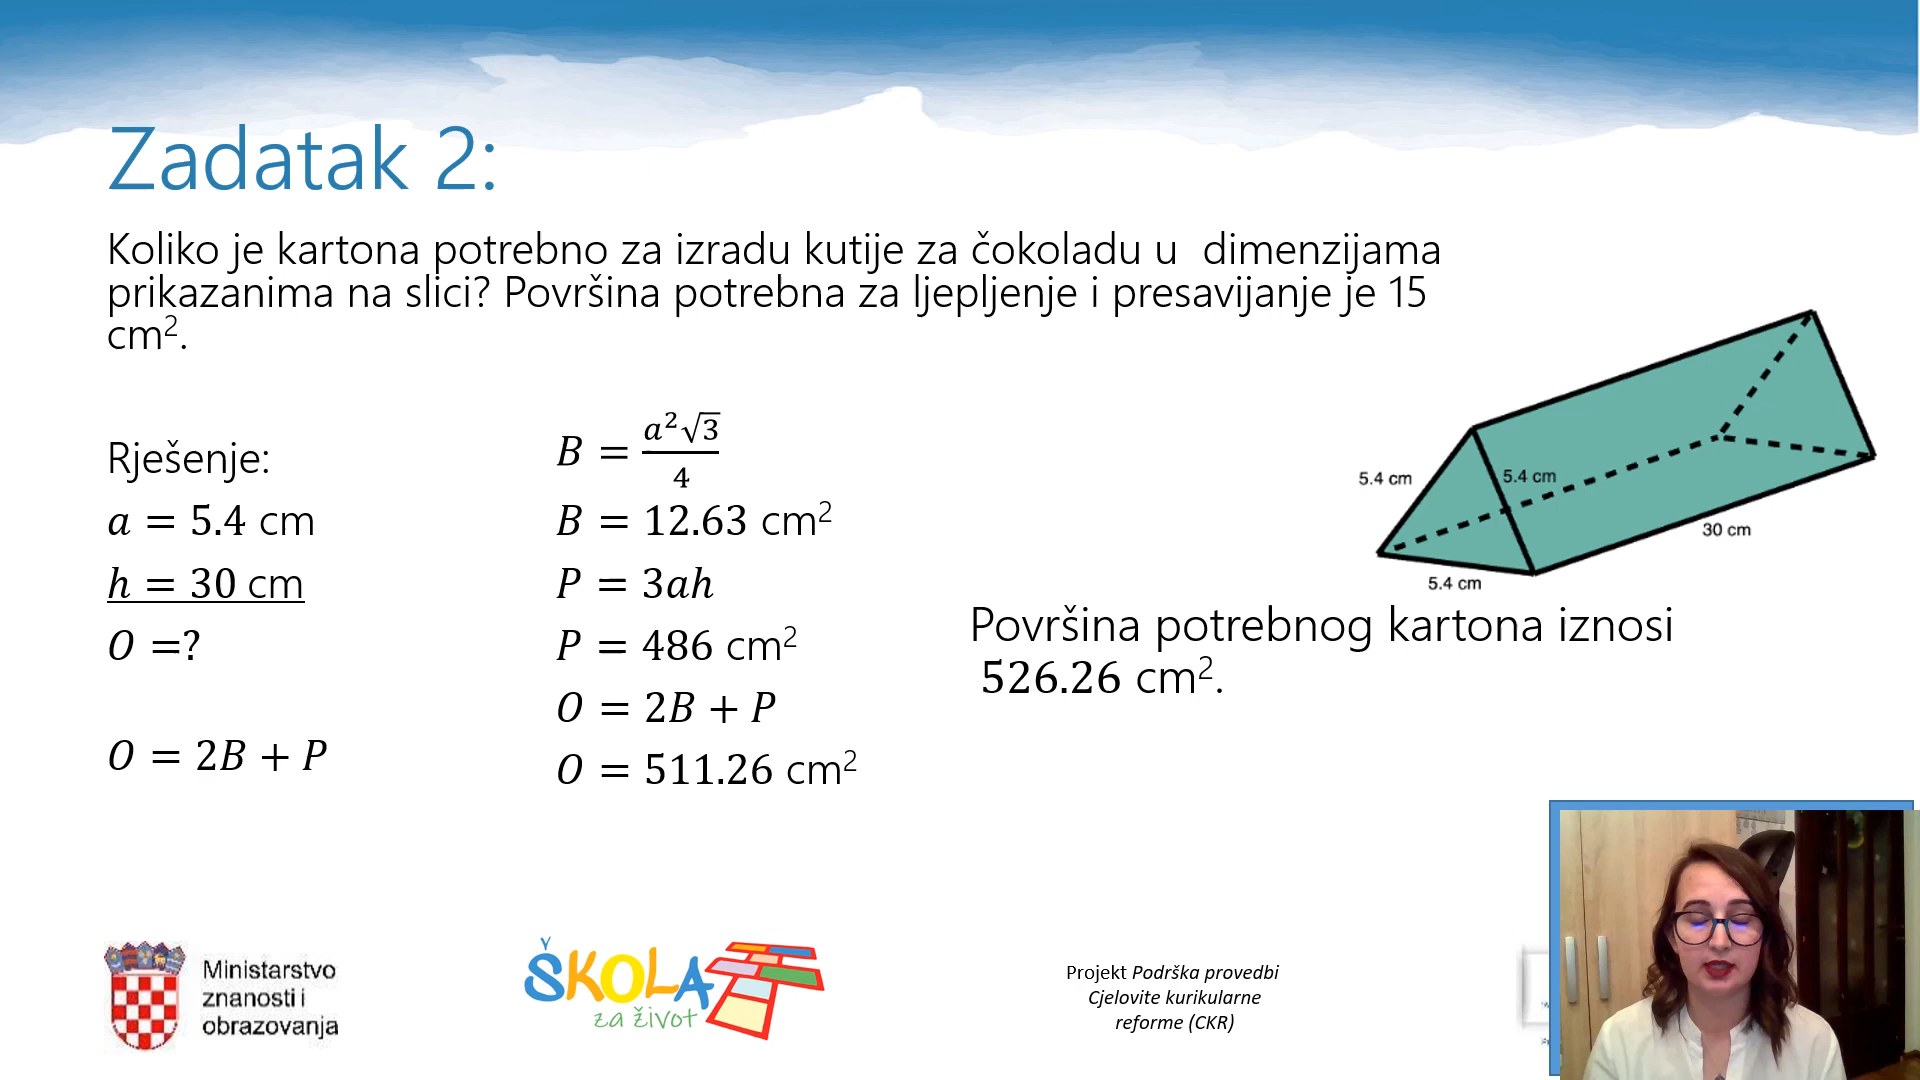 Zadatak 2:
Koliko je kartona potrebno za izradu kutije za čokoladu u dimenzijama
prikazanima na slici? Površina potrebna za ljepljenje i presavijanje je 15
cm².
Rješenje:
a = 5.4 cm
h = 30 cm
O =?
O = 2B + P
B = a²√3/4
B = 12.63 cm²
P = 3ah
P = 486 cm²
O = 2B + P
O = 511.26 cm²
5.4 cm
5.4 cm
30 cm
5.4 cm
Površina potrebnog kartona iznosi
526.26 cm².
Ministarstvo
znanosti i
obrazovanja
ŠKOLA
za život
Projekt Podrška provedbi
Cjelovite kurikularne
reforme (CKR)